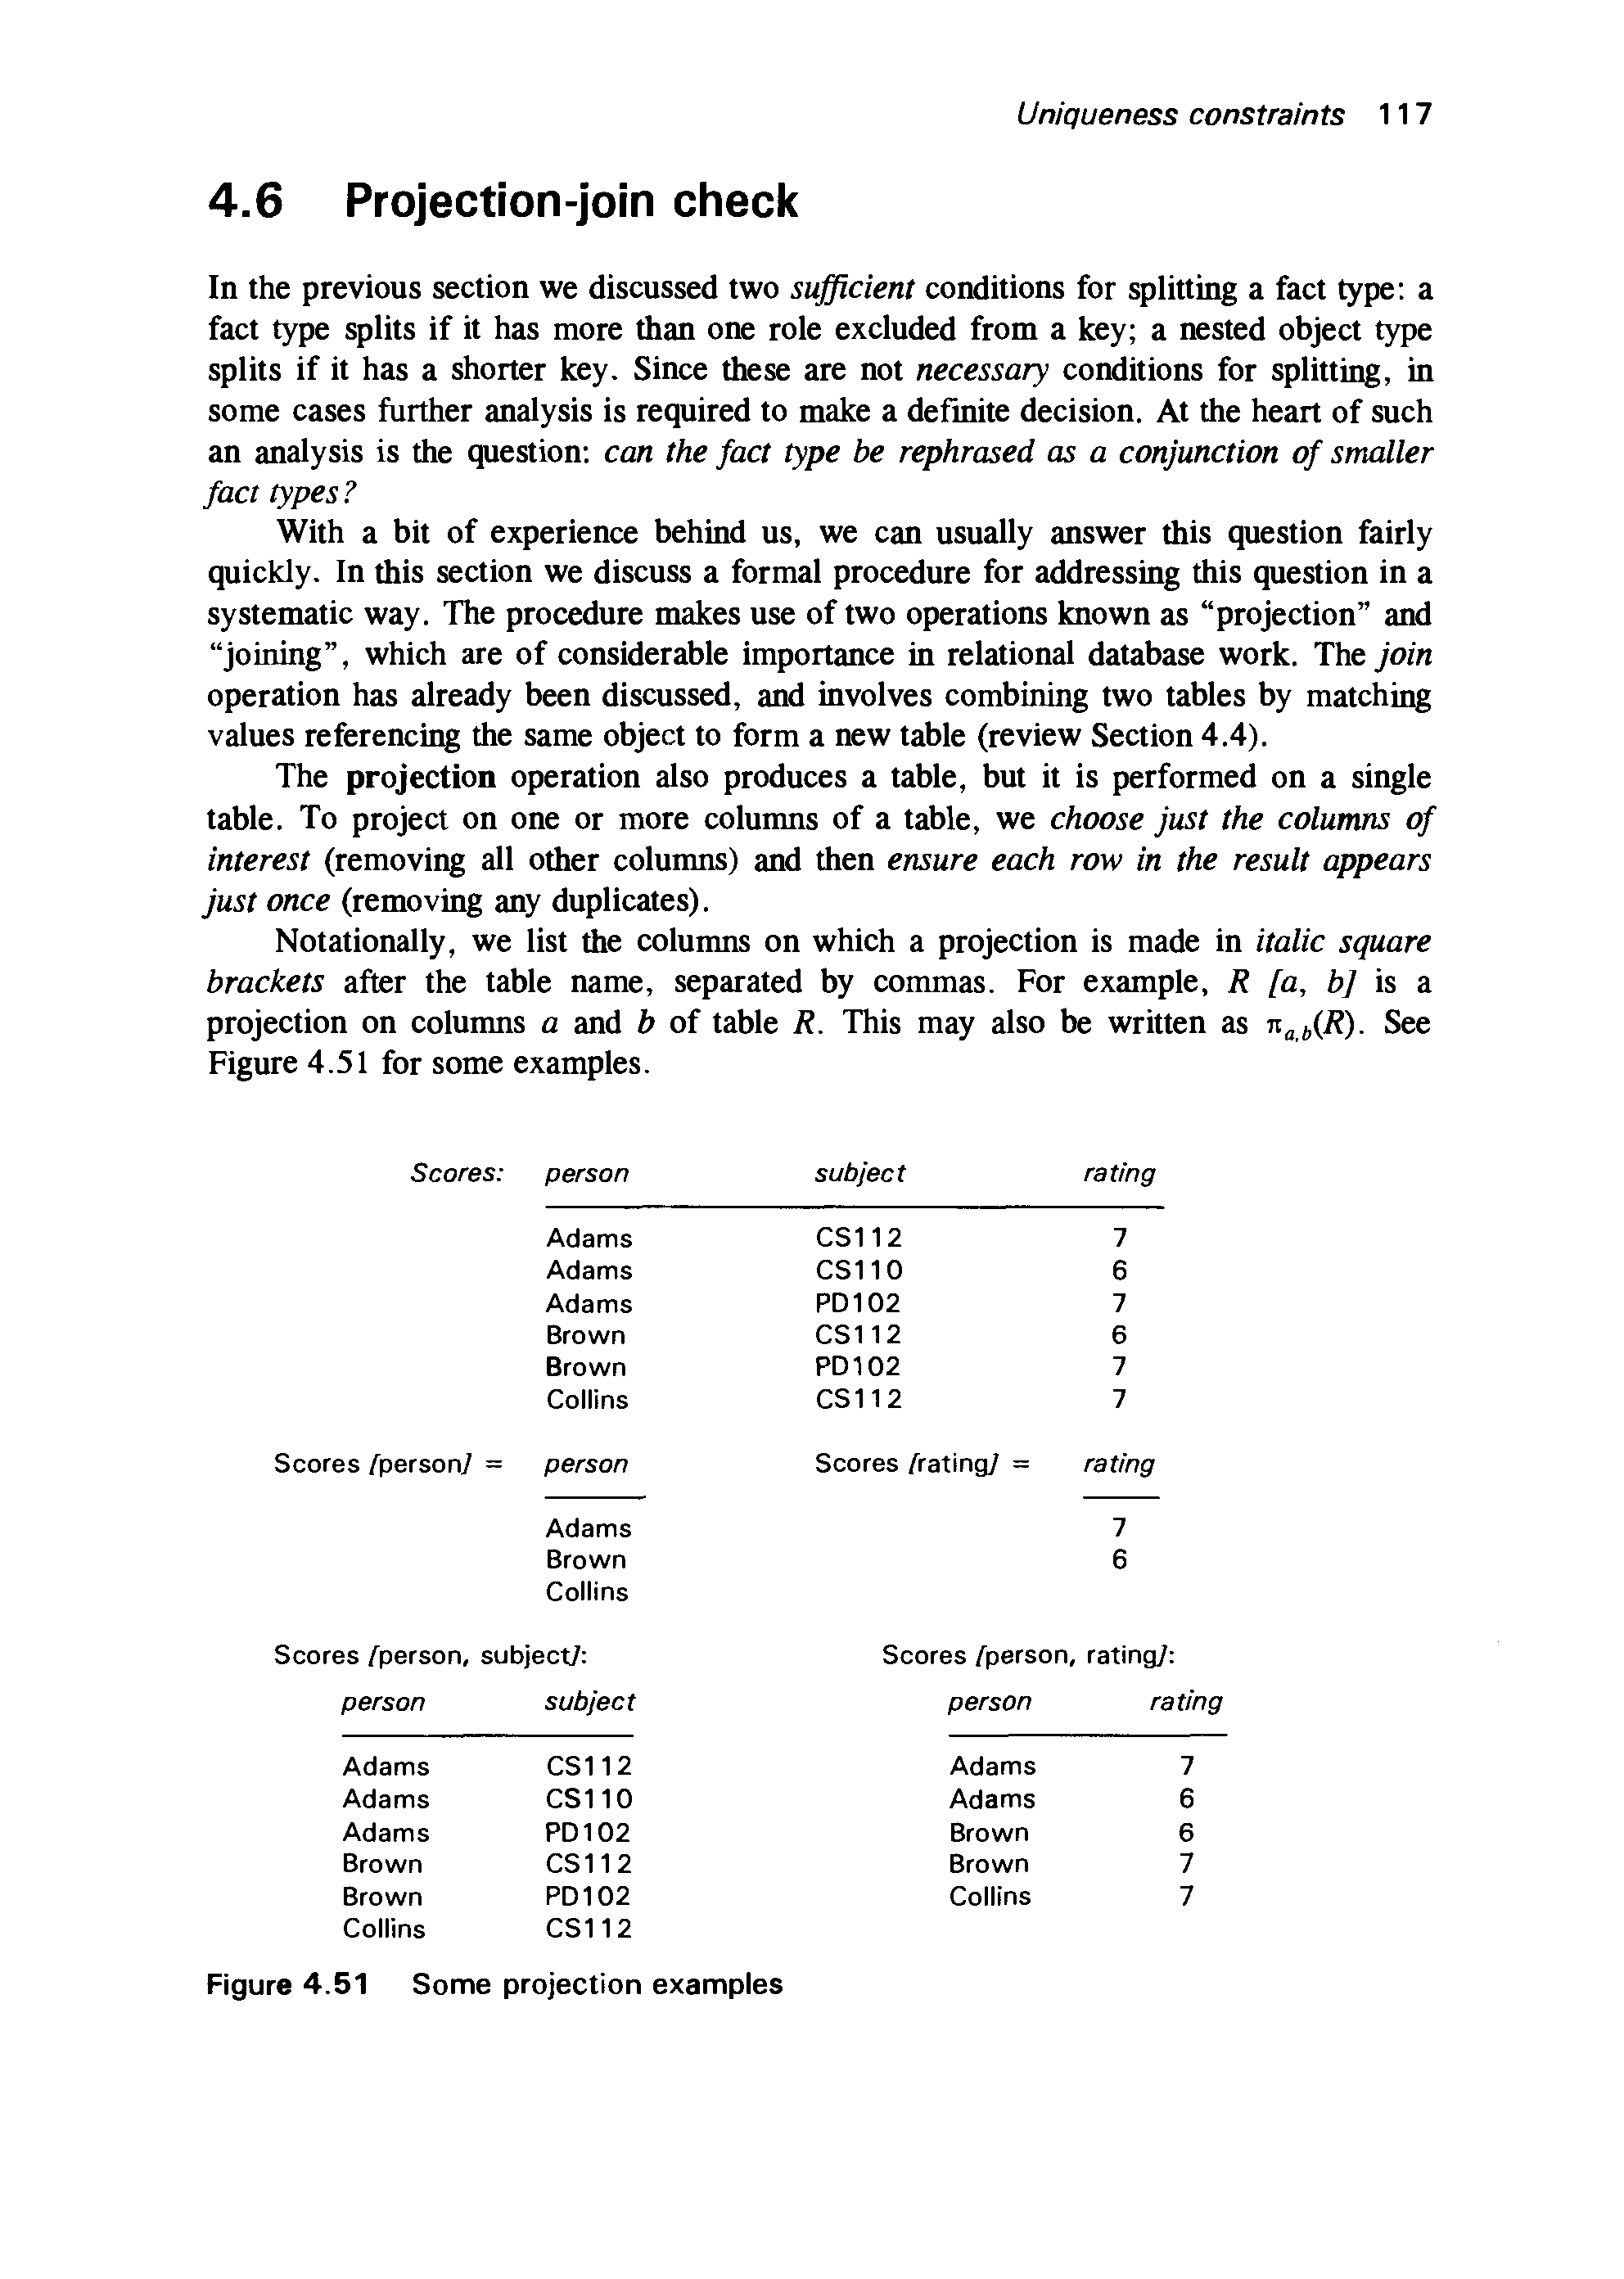 Uniqueness constraints 117
4.6 Projection-join check
In the previous section we discussed two sufficient conditions for splitting a fact type: a
fact type splits if it has more than one role excluded from a key; a nested object type
splits if it has a shorter key. Since these are not necessary conditions for splitting, in
some cases further analysis is required to make a definite decision. At the heart of such
an analysis is the question: can the fact type be rephrased as a conjunction of smaller
fact types?
With a bit of experience behind us, we can usually answer this question fairly
quickly. In this section we discuss a formal procedure for addressing this question in a
systematic way. The procedure makes use of two operations known as “projection” and
“joining”, which are of considerable importance in relational database work. The join
operation has already been discussed, and involves combining two tables by matching
values referencing the same object to form a new table (review Section 4.4).
The projection operation also produces a table, but it is performed on a single
table. To project on one or more columns of a table, we choose just the columns of
interest (removing all other columns) and then ensure each row in the result appears
just once (removing any duplicates).
Notationally, we list the columns on which a projection is made in italic square
brackets after the table name, separated by commas. For example, R [a, b] is a
projection on columns a and b of table R. This may also be written as π_{a,b}(R). See
Figure 4.51 for some examples.
Scores: person subject rating
Adams CS112 7
Adams CS110 6
Adams PD102 7
Brown CS112 6
Brown PD102 7
Collins CS112 7
Scores [person] = person Scores [rating] = rating
Adams 7
Brown 6
Collins
Scores [person, subject]: Scores [person, rating]:
person subject person rating
Adams CS112 Adams 7
Adams CS110 Adams 6
Adams PD102 Brown 6
Brown CS112 Brown 7
Brown PD102 Collins 7
Collins CS112
Figure 4.51 Some projection examples